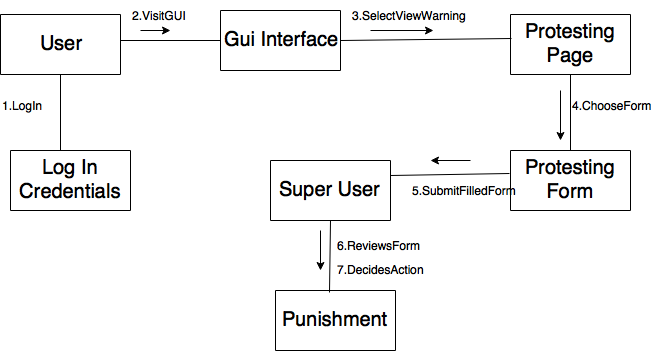 2.VisitGUI
3.SelectViewWarning
User
Gui Interface
Protesting
Page
1.LogIn
4.ChooseForm
Log In
Credentials
Super User
5.SubmitFilledForm
Protesting
Form
6.ReviewsForm
7.DecidesAction
Punishment